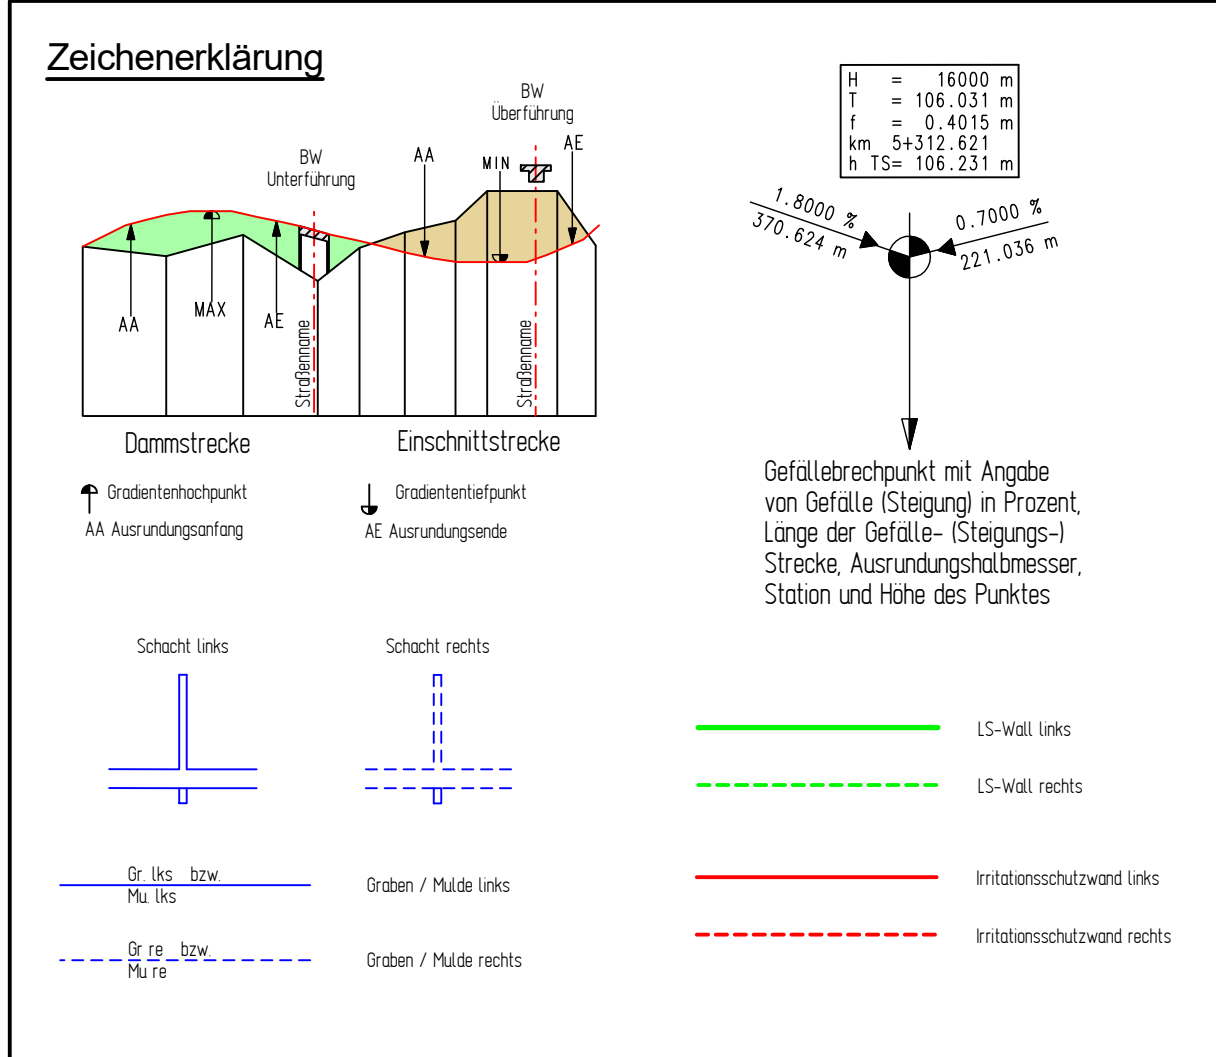 Zeichenerklärung
BW
Überführung
BW
Unterführung
AA
MIN
AE
AA
MAX
AE
Straßenname
Straßenname
Dammstrecke
Einschnittstrecke
Gradientenhochpunkt
Gradiententiefpunkt
AA Ausrundungsanfang
AE Ausrundungsende
H = 16000 m
T = 106.031 m
f = 0.4015 m
km 5+312.621
h TS= 106.231 m
1.8000 %
370.624 m
0.7000 %
221.036 m
Gefällebrechpunkt mit Angabe
von Gefälle (Steigung) in Prozent,
Länge der Gefälle- (Steigungs-)
Strecke, Ausrundungshalbmesser,
Station und Höhe des Punktes
Schacht links
Schacht rechts
LS-Wall links
LS-Wall rechts
Gr. lks bzw.
Mu. lks
Graben / Mulde links
Irritationsschutzwand links
Gr re bzw.
Mu re
Graben / Mulde rechts
Irritationsschutzwand rechts